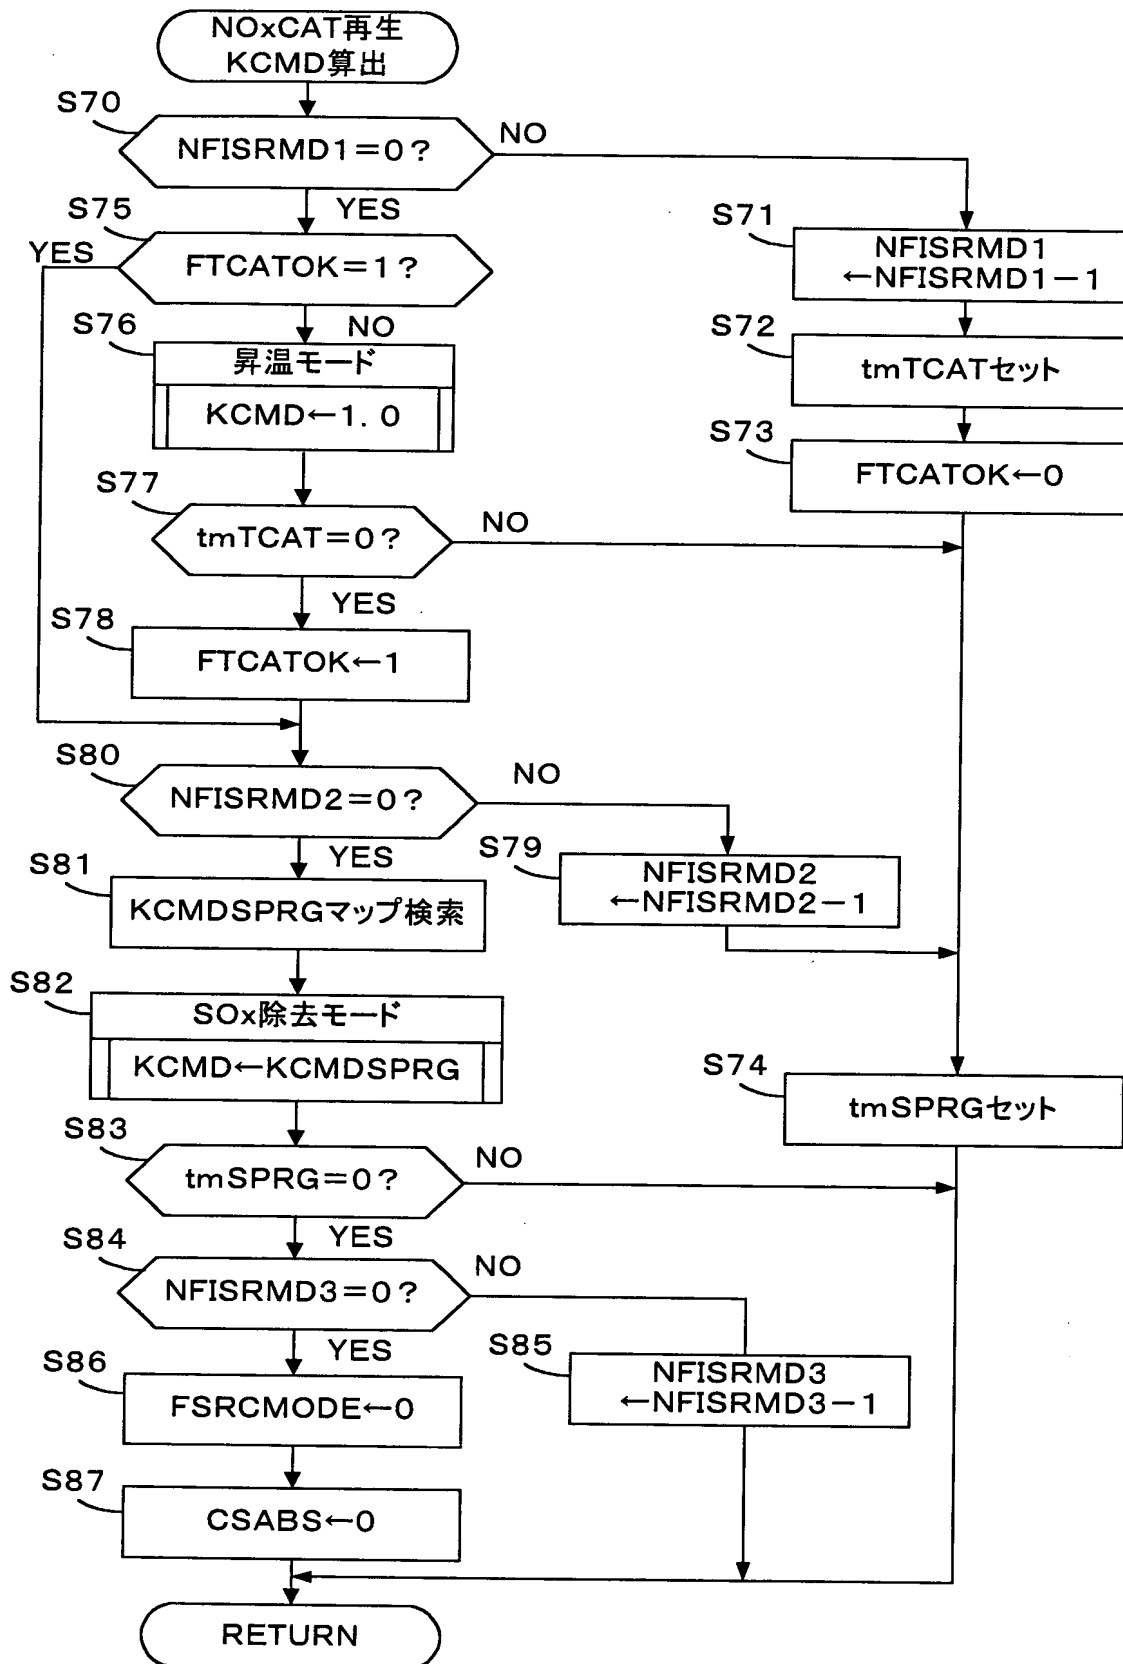 NOxCAT再生
KCMD算出
S70
NFISRMD1=0?
NO
YES
S71
NFISRMD1
←NFISRMD1-1
S75
YES
FTCATOK=1?
NO
S72
tmTCATセット
S76
昇温モード
KCMD←1.0
S73
FTCATOK←0
S77
tmTCAT=0?
NO
YES
S78
FTCATOK←1
S80
NFISRMD2=0?
NO
YES
S79
NFISRMD2
←NFISRMD2-1
S81
KCMDSPRGマップ検索
S82
SOx除去モード
KCMD←KCMDSPRG
S74
tmSPRGセット
S83
tmSPRG=0?
NO
YES
S84
NFISRMD3=0?
NO
YES
S85
NFISRMD3
←NFISRMD3-1
S86
FSRCMODE←0
S87
CSABS←0
RETURN